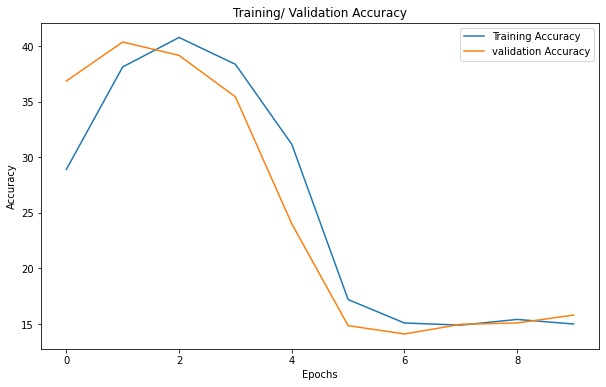 Training/ Validation Accuracy
Training Accuracy
validation Accuracy
Accuracy
40
35
30
25
20
15
0 2 4 6 8
Epochs